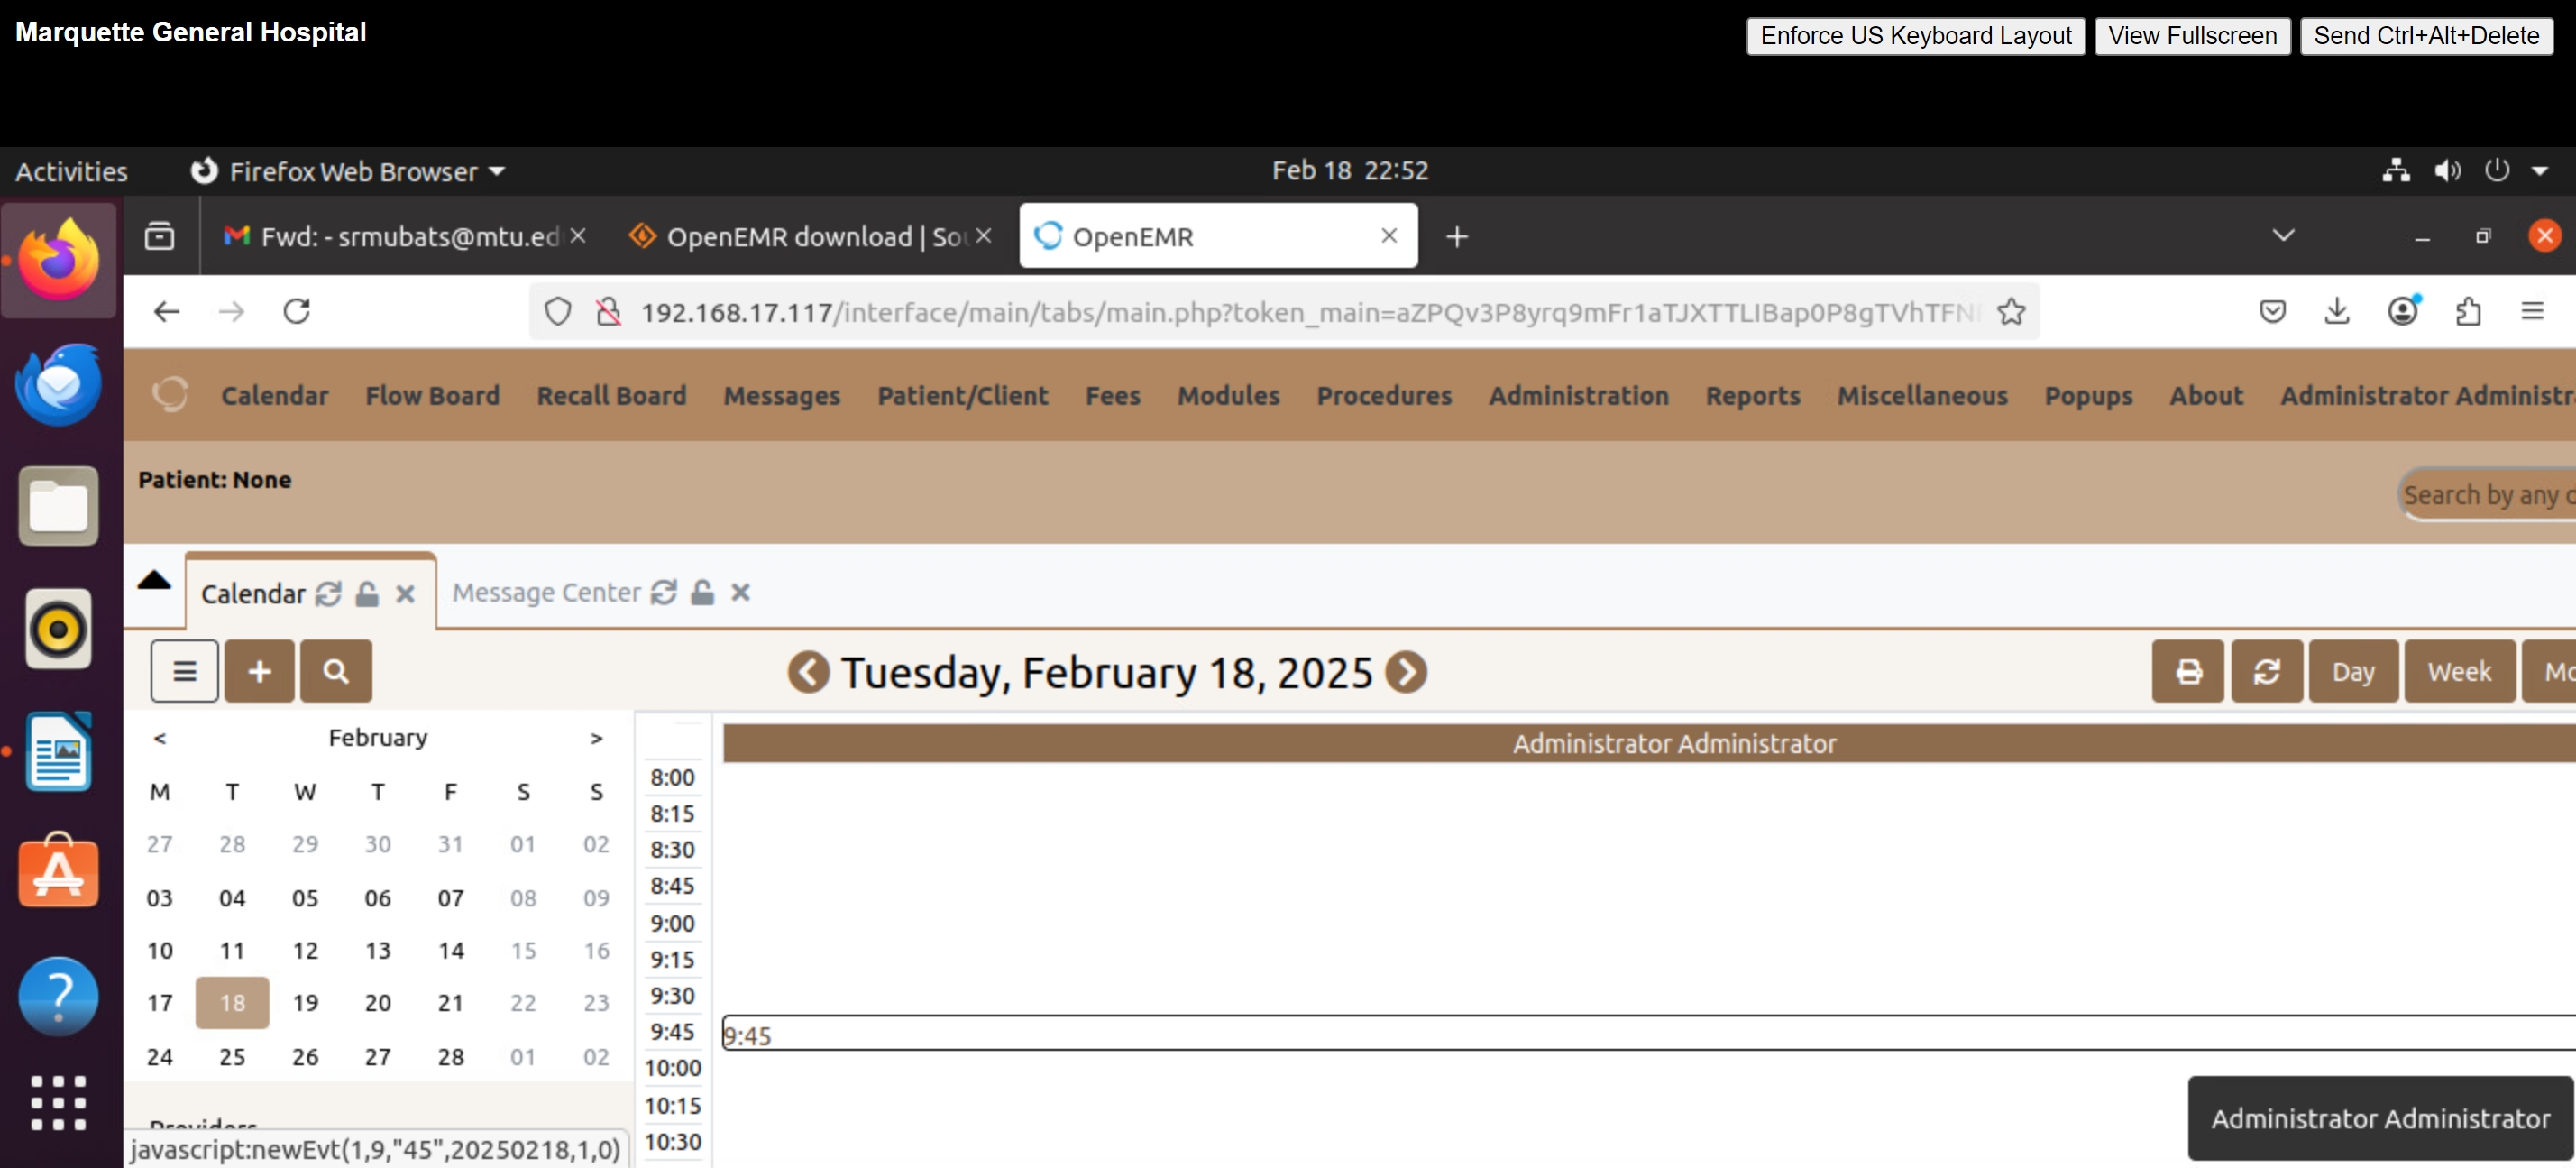 Marquette General Hospital
Enforce US Keyboard Layout View Fullscreen Send Ctrl+Alt+Delete
Activities Firefox Web Browser Feb 18 22:52
Fwd: - srmubats@mtu.ed OpenEMR download | So OpenEMR
192.168.17.117/interface/main/tabs/main.php?token_main=aZPQv3P8yrq9mFr1aTJXTTLIBap0P8gTVhTFN
Calendar Flow Board Recall Board Messages Patient/Client Fees Modules Procedures Administration Reports Miscellaneous Popups About Administrator Administr
Patient: None
Search by any d
Calendar Message Center
Tuesday, February 18, 2025 Day Week Mo
< February >
Administrator Administrator
M T W T F S S
27 28 29 30 31 01 02
03 04 05 06 07 08 09
10 11 12 13 14 15 16
17 18 19 20 21 22 23
24 25 26 27 28 01 02
Providers
8:00
8:15
8:30
8:45
9:00
9:15
9:30
9:45 9:45
10:00
10:15
10:30
Administrator Administrator
javascript:newEvt(1,9,"45",20250218,1,0)